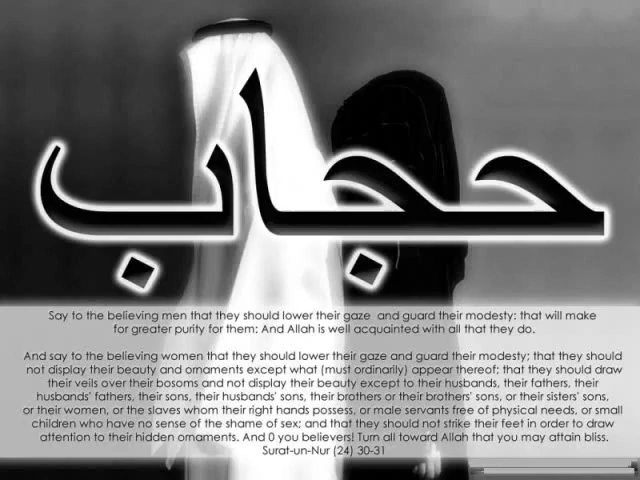 حجاب
Say to the believing men that they should lower their gaze and guard their modesty: that will make
for greater purity for them: And Allah is well acquainted with all that they do.
And say to the believing women that they should lower their gaze and guard their modesty; that they should
not display their beauty and ornaments except what (must ordinarily) appear thereof; that they should draw
their veils over their bosoms and not display their beauty except to their husbands, their fathers, their
husbands' fathers, their sons, their husbands' sons, their brothers or their brothers' sons, or their sisters' sons,
or their women, or the slaves whom their right hands possess, or male servants free of physical needs, or small
children who have no sense of the shame of sex; and that they should not strike their feet in order to draw
attention to their hidden ornaments. And 0 you believers! Turn all toward Allah that you may attain bliss.
Surat-un-Nur (24) 30-31